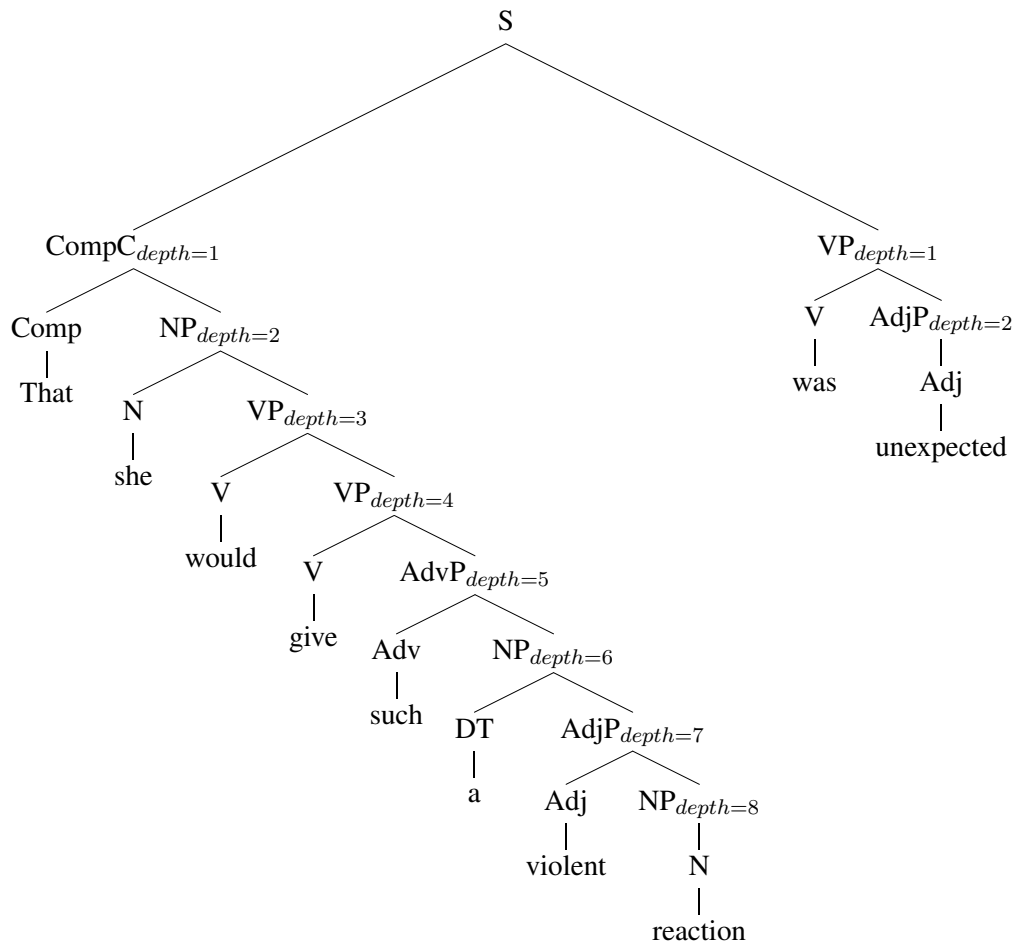 S
CompC_depth=1 VP_depth=1
Comp NP_depth=2 V AdjP_depth=2
That N VP_depth=3 was Adj
she V VP_depth=4 unexpected
would V AdvP_depth=5
give Adv NP_depth=6
such DT AdjP_depth=7
a Adj NP_depth=8
violent N
reaction